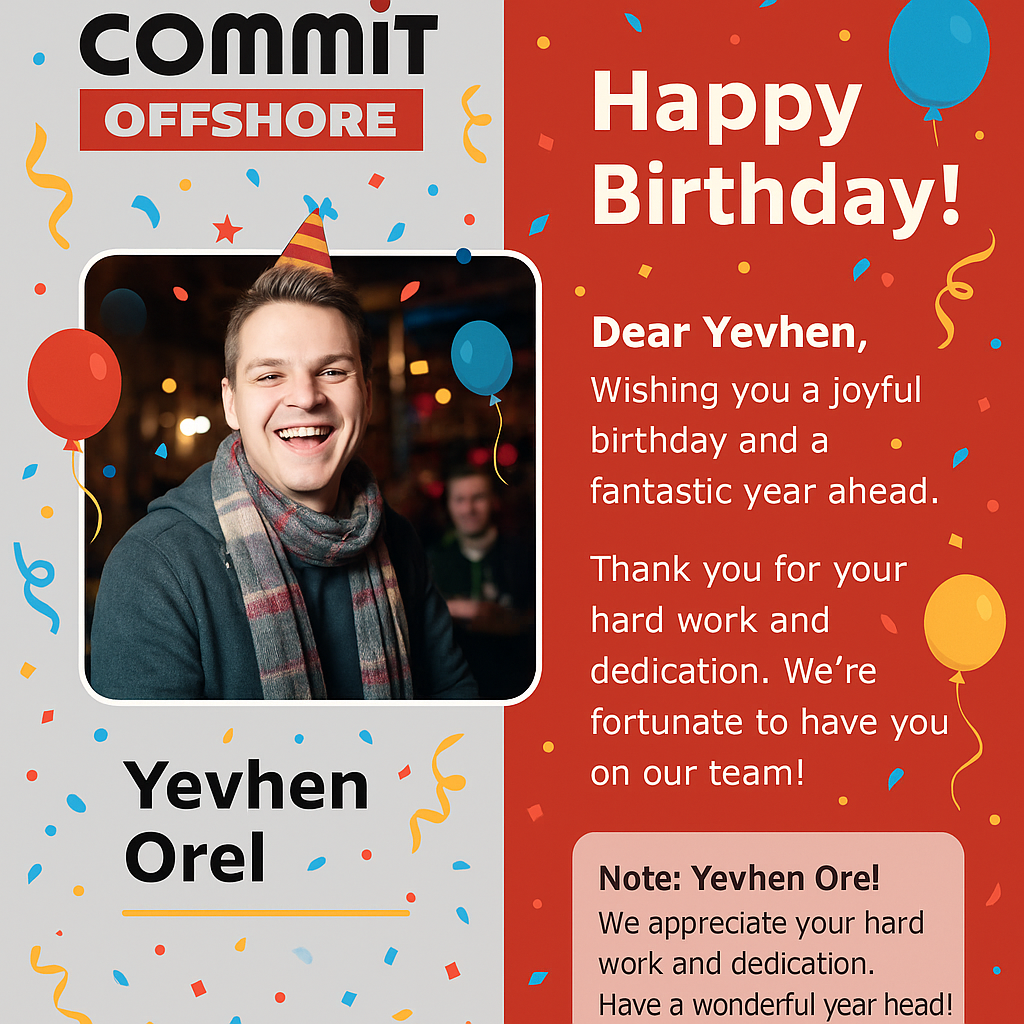 COMMiT
OFFSHORE
Yevhen
Orel
Happy
Birthday!
Dear Yevhen,
Wishing you a joyful
birthday and a
fantastic year ahead.
Thank you for your
hard work and
dedication. We’re
fortunate to have you
on our team!
Note: Yevhen Ore!
We appreciate your hard
work and dedication.
Have a wonderful year head!